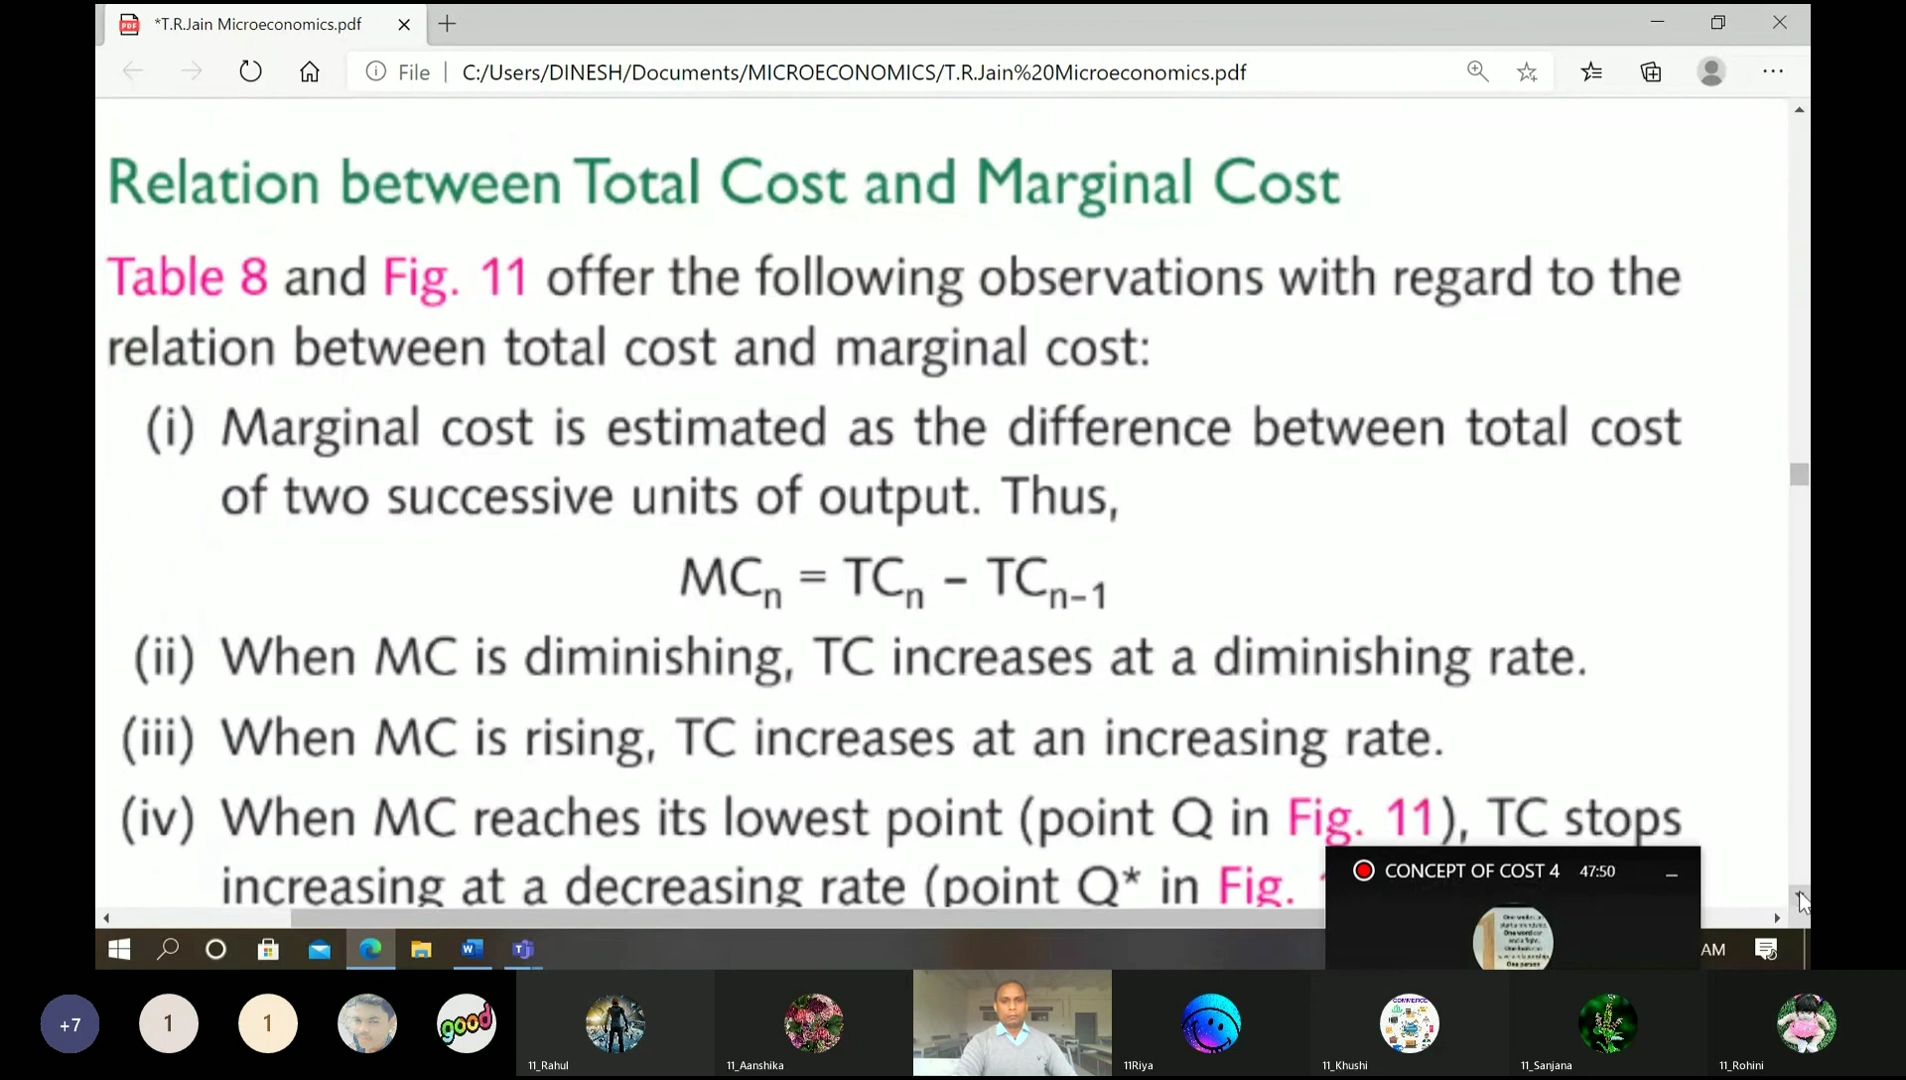 *T.R.Jain Microeconomics.pdf
File | C:/Users/DINESH/Documents/MICROECONOMICS/T.R.Jain%20Microeconomics.pdf
Relation between Total Cost and Marginal Cost
Table 8 and Fig. 11 offer the following observations with regard to the
relation between total cost and marginal cost:
(i) Marginal cost is estimated as the difference between total cost
of two successive units of output. Thus,
MCn = TCn – TCn–1
(ii) When MC is diminishing, TC increases at a diminishing rate.
(iii) When MC is rising, TC increases at an increasing rate.
(iv) When MC reaches its lowest point (point Q in Fig. 11), TC stops
increasing at a decreasing rate (point Q* in Fig.
CONCEPT OF COST 4 47:50
One word
One person
AM
+7 1 1 good
11_Rahul 11_Aanshika 11Riya 11_Khushi 11_Sanjana 11_Rohini
COMMERCE